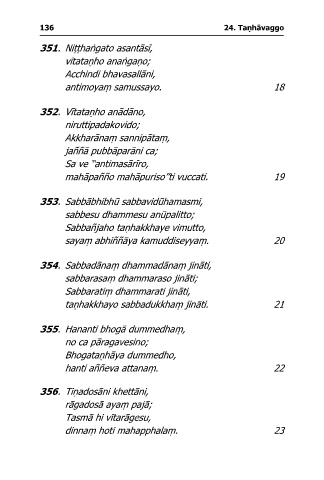 136 24. Taṇhāvaggo
351. Niṭṭhaṅgato asantāsī,
vītataṇho anaṅgaṇo;
Acchindi bhavasallāni,
antimoyaṃ samussayo. 18
352. Vītataṇho anādāno,
niruttipadakovido;
Akkharānaṃ sannipātaṃ,
jaññā pubbāparāni ca;
Sa ve “antimasārīro,
mahāpañño mahāpuriso”ti vuccati. 19
353. Sabbābhibhū sabbavidūhamasmi,
sabbesu dhammesu anūpalitto;
Sabbañjaho taṇhakkhaye vimutto,
sayaṃ abhiññāya kamuddiseyyaṃ. 20
354. Sabbadānaṃ dhammadānaṃ jināti,
sabbarasaṃ dhammaraso jināti;
Sabbaratiṃ dhammarati jināti,
taṇhakkhayo sabbadukkhaṃ jināti. 21
355. Hananti bhogā dummedhaṃ,
no ca pāragavesino;
Bhogataṇhāya dummedho,
hanti aññeva attanaṃ. 22
356. Tiṇadosāni khettāni,
rāgadosā ayaṃ pajā;
Tasmā hi vītarāgesu,
dinnaṃ hoti mahapphalaṃ. 23